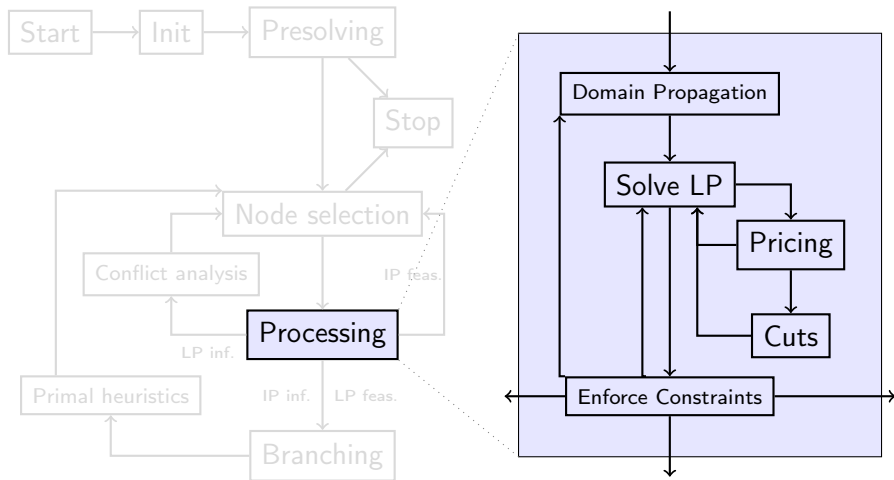 Start
Init
Presolving
Stop
Node selection
Conflict analysis
IP feas.
Processing
LP inf.
Primal heuristics
IP inf.
LP feas.
Branching
Domain Propagation
Solve LP
Pricing
Cuts
Enforce Constraints